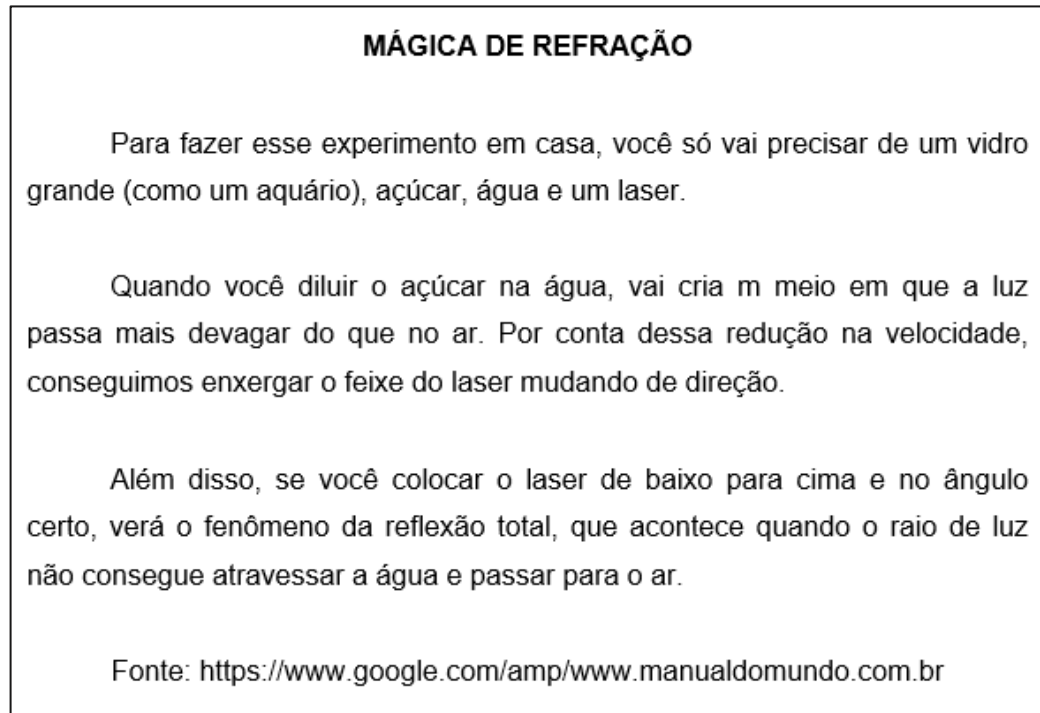 MÁGICA DE REFRAÇÃO
Para fazer esse experimento em casa, você só vai precisar de um vidro
grande (como um aquário), açúcar, água e um laser.
Quando você diluir o açúcar na água, vai cria m meio em que a luz
passa mais devagar do que no ar. Por conta dessa redução na velocidade,
conseguimos enxergar o feixe do laser mudando de direção.
Além disso, se você colocar o laser de baixo para cima e no ângulo
certo, verá o fenômeno da reflexão total, que acontece quando o raio de luz
não consegue atravessar a água e passar para o ar.
Fonte: https://www.google.com/amp/www.manualdomundo.com.br